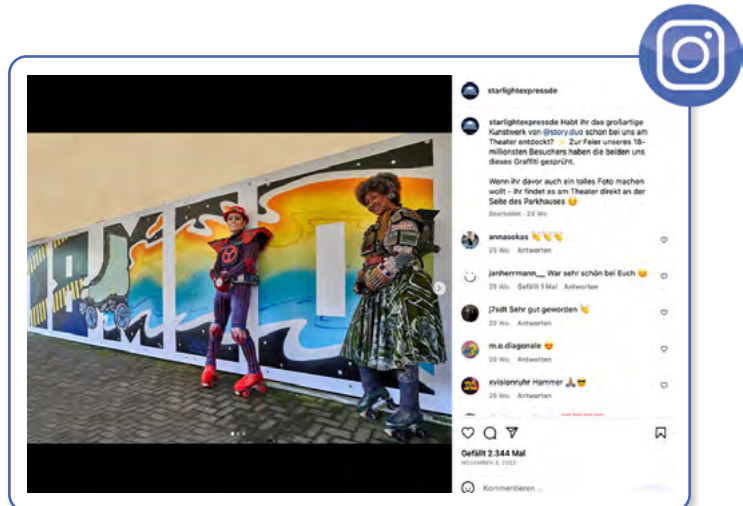 starlightexpressde
starlightexpressde Habt ihr das großartige
Kunstwerk von @story.duo schon bei uns am
Theater entdeckt? Zur Feier unseres 18-
millionsten Besuchers haben die beiden uns
dieses Graffiti gesprüht.
Wenn ihr davor auch ein tolles Foto machen
wollt - ihr findet es am Theater direkt an der
Seite des Parkhauses 😉
Bearbeitet · 29 Wo
annasokas 👏👏👏
29 Wo. Antworten
janherrmann__ War sehr schön bei Euch 😊
29 Wo. Gefällt 1 Mal Antworten
j7sdt Sehr gut geworden 👏
29 Wo. Antworten
m.o.diagonale 😍
29 Wo. Antworten
xvisionruhr Hammer 🙏😎
29 Wo. Antworten
Gefällt 2.344 Mal
NOVEMBER
Kommentieren ...